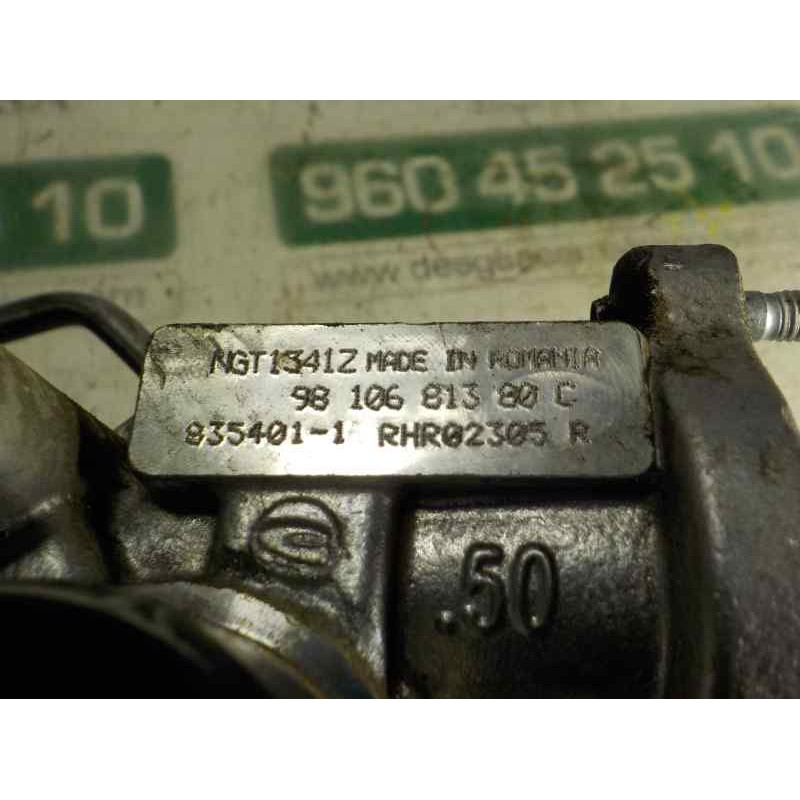 10
960 45 25 10
NGT1341Z MADE IN ROMANIA
98 106 813 80 C
835401-1 RHR02305 R
.50